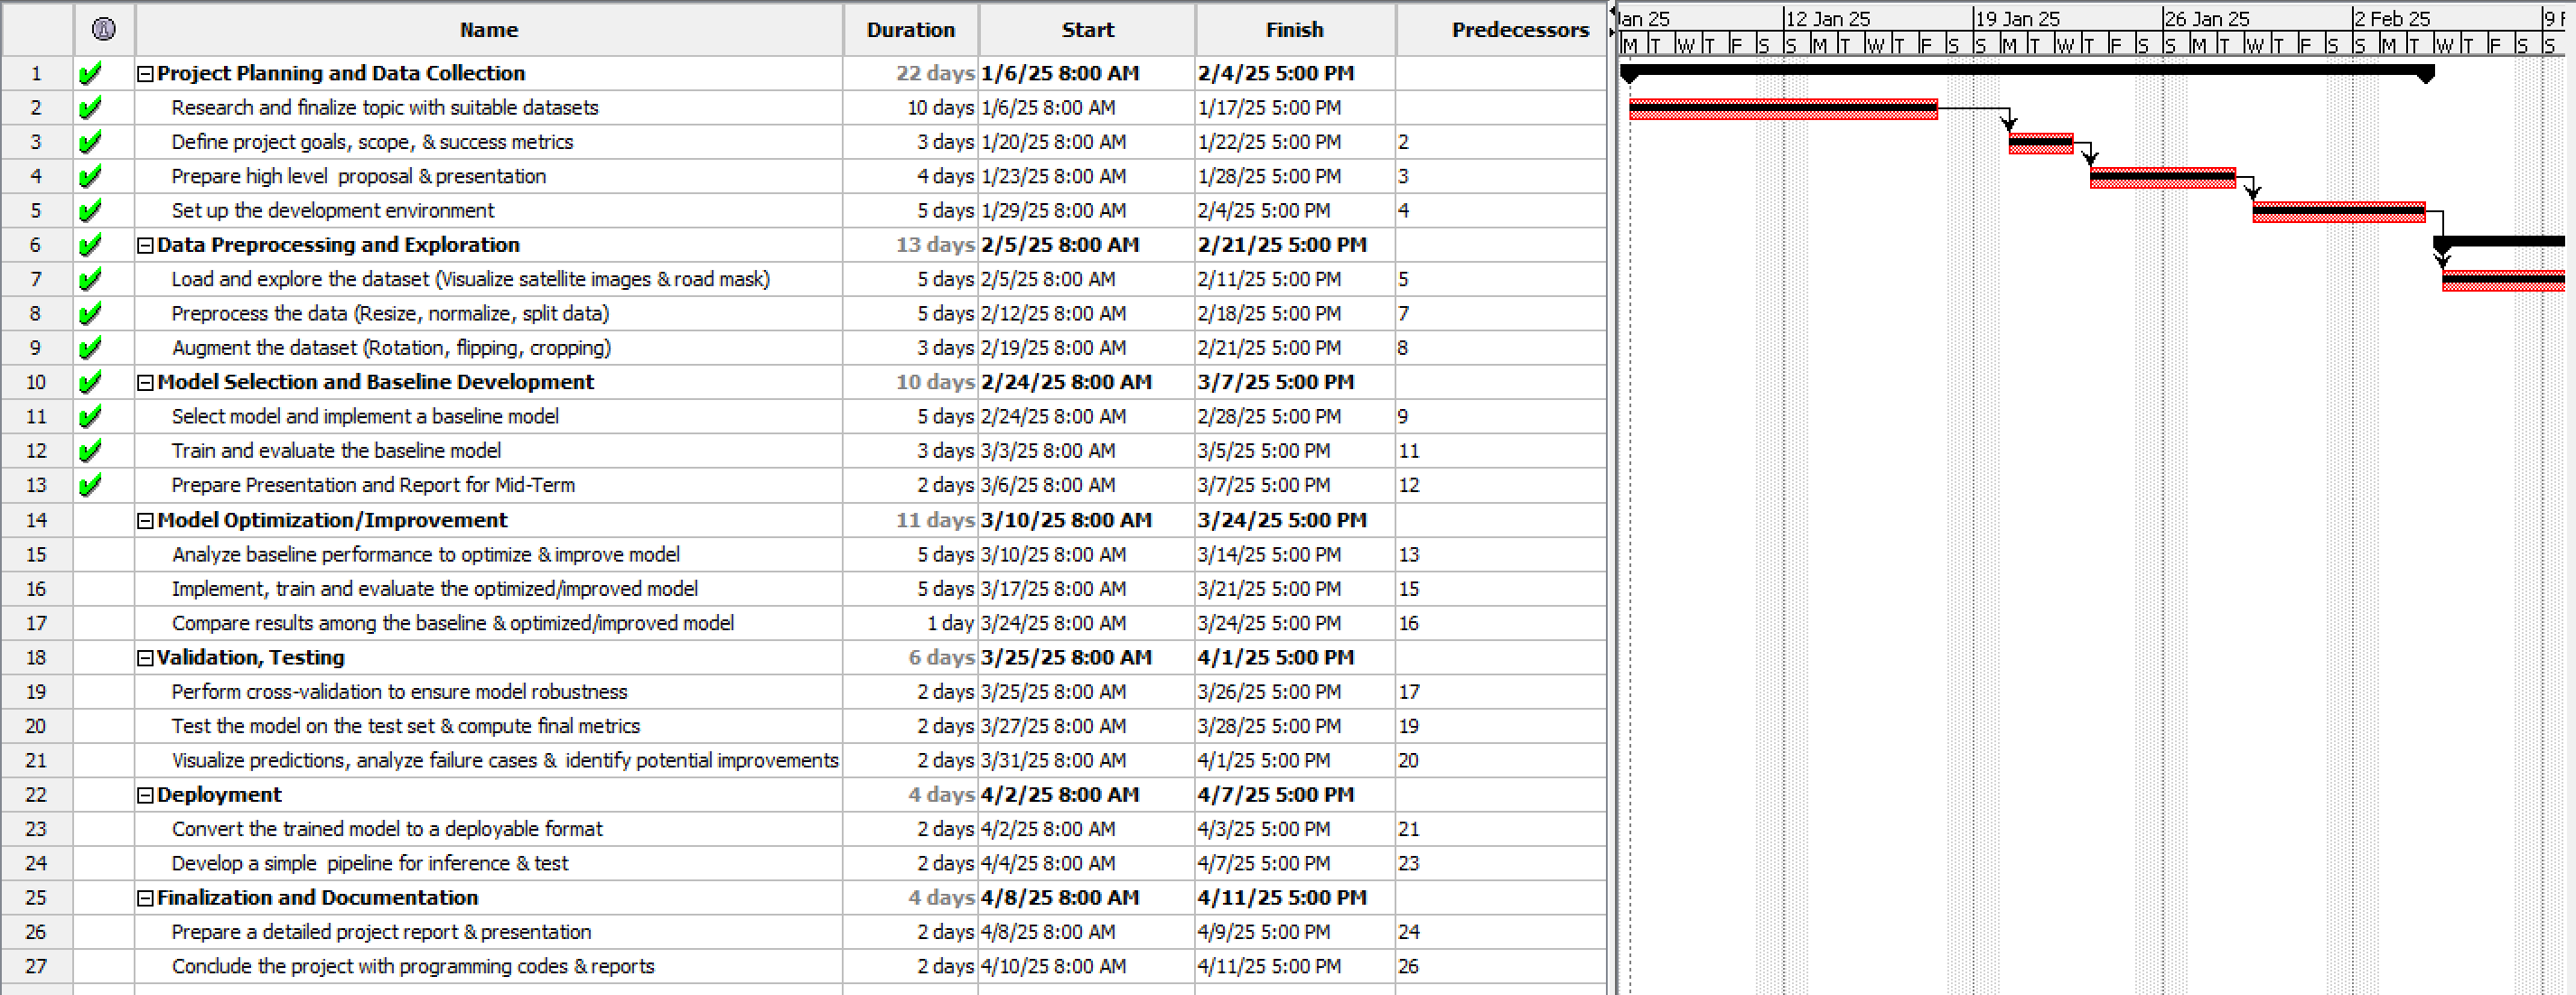 Name Duration Start Finish Predecessors
Jan 25 12 Jan 25 19 Jan 25 26 Jan 25 2 Feb 25 9 F
M T W T F S S M T W T F S S M T W T F S S M T W T F S S M T W T F S S
1 Project Planning and Data Collection 22 days 1/6/25 8:00 AM 2/4/25 5:00 PM
2 Research and finalize topic with suitable datasets 10 days 1/6/25 8:00 AM 1/17/25 5:00 PM
3 Define project goals, scope, & success metrics 3 days 1/20/25 8:00 AM 1/22/25 5:00 PM 2
4 Prepare high level proposal & presentation 4 days 1/23/25 8:00 AM 1/28/25 5:00 PM 3
5 Set up the development environment 5 days 1/29/25 8:00 AM 2/4/25 5:00 PM 4
6 Data Preprocessing and Exploration 13 days 2/5/25 8:00 AM 2/21/25 5:00 PM
7 Load and explore the dataset (Visualize satellite images & road mask) 5 days 2/5/25 8:00 AM 2/11/25 5:00 PM 5
8 Preprocess the data (Resize, normalize, split data) 5 days 2/12/25 8:00 AM 2/18/25 5:00 PM 7
9 Augment the dataset (Rotation, flipping, cropping) 3 days 2/19/25 8:00 AM 2/21/25 5:00 PM 8
10 Model Selection and Baseline Development 10 days 2/24/25 8:00 AM 3/7/25 5:00 PM
11 Select model and implement a baseline model 5 days 2/24/25 8:00 AM 2/28/25 5:00 PM 9
12 Train and evaluate the baseline model 3 days 3/3/25 8:00 AM 3/5/25 5:00 PM 11
13 Prepare Presentation and Report for Mid-Term 2 days 3/6/25 8:00 AM 3/7/25 5:00 PM 12
14 Model Optimization/Improvement 11 days 3/10/25 8:00 AM 3/24/25 5:00 PM
15 Analyze baseline performance to optimize & improve model 5 days 3/10/25 8:00 AM 3/14/25 5:00 PM 13
16 Implement, train and evaluate the optimized/improved model 5 days 3/17/25 8:00 AM 3/21/25 5:00 PM 15
17 Compare results among the baseline & optimized/improved model 1 day 3/24/25 8:00 AM 3/24/25 5:00 PM 16
18 Validation, Testing 6 days 3/25/25 8:00 AM 4/1/25 5:00 PM
19 Perform cross-validation to ensure model robustness 2 days 3/25/25 8:00 AM 3/26/25 5:00 PM 17
20 Test the model on the test set & compute final metrics 2 days 3/27/25 8:00 AM 3/28/25 5:00 PM 19
21 Visualize predictions, analyze failure cases & identify potential improvements 2 days 3/31/25 8:00 AM 4/1/25 5:00 PM 20
22 Deployment 4 days 4/2/25 8:00 AM 4/7/25 5:00 PM
23 Convert the trained model to a deployable format 2 days 4/2/25 8:00 AM 4/3/25 5:00 PM 21
24 Develop a simple pipeline for inference & test 2 days 4/4/25 8:00 AM 4/7/25 5:00 PM 23
25 Finalization and Documentation 4 days 4/8/25 8:00 AM 4/11/25 5:00 PM
26 Prepare a detailed project report & presentation 2 days 4/8/25 8:00 AM 4/9/25 5:00 PM 24
27 Conclude the project with programming codes & reports 2 days 4/10/25 8:00 AM 4/11/25 5:00 PM 26